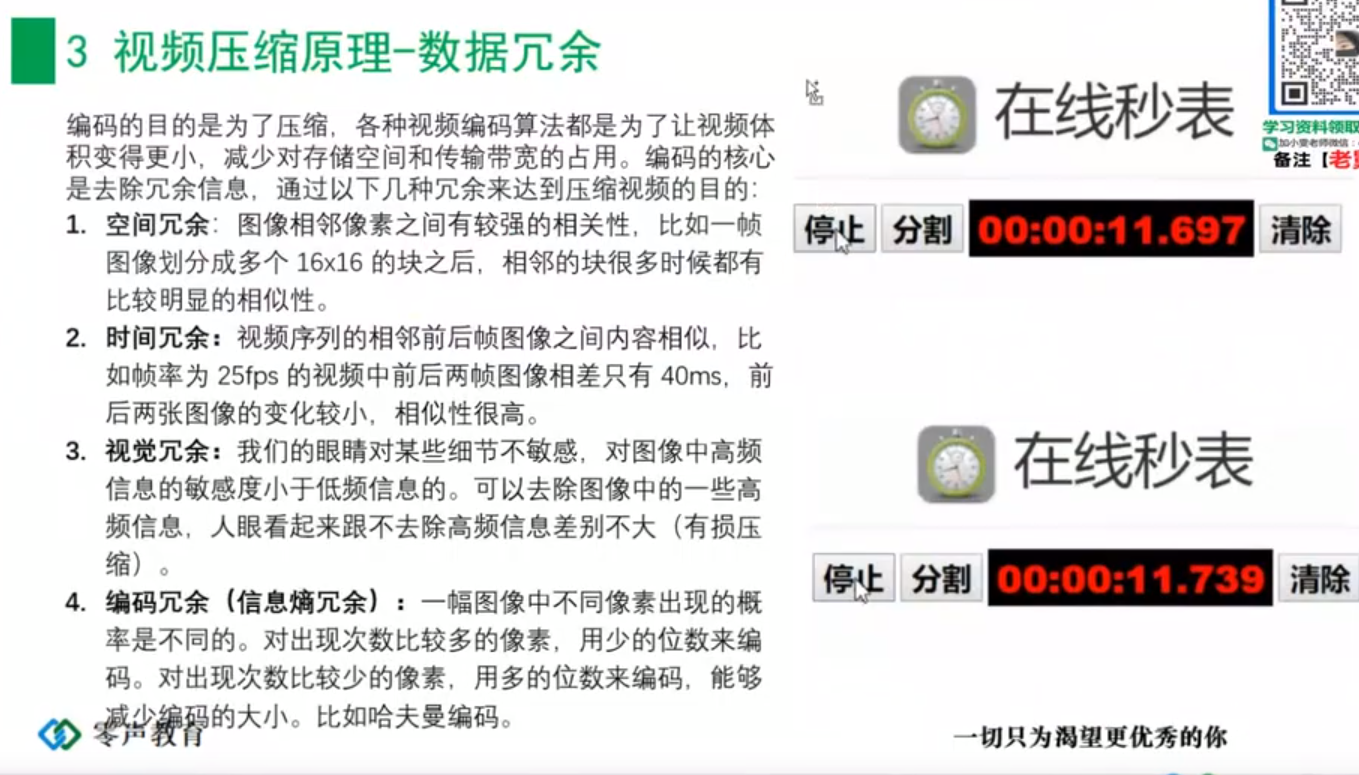 3 视频压缩原理-数据冗余
编码的目的是为了压缩，各种视频编码算法都是为了让视频体
积变得更小，减少对存储空间和传输带宽的占用。编码的核心
是去除冗余信息，通过以下几种冗余来达到压缩视频的目的：
1. 空间冗余：图像相邻像素之间有较强的相关性，比如一帧
图像划分成多个 16x16 的块之后，相邻的块很多时候都有
比较明显的相似性。
2. 时间冗余：视频序列的相邻前后帧图像之间内容相似，比
如帧率为 25fps 的视频中前后两帧图像相差只有 40ms，前
后两张图像的变化较小，相似性很高。
3. 视觉冗余：我们的眼睛对某些细节不敏感，对图像中高频
信息的敏感度小于低频信息的。可以去除图像中的一些高
频信息，人眼看起来跟不去除高频信息差别不大（有损压
缩）。
4. 编码冗余（信息熵冗余）：一幅图像中不同像素出现的概
率是不同的。对出现次数比较多的像素，用少的位数来编
码。对出现次数比较少的像素，用多的位数来编码，能够
减少编码的大小。比如哈夫曼编码。
零声教育
在线秒表
停止 分割 00:00:11.697 清除
在线秒表
停止 分割 00:00:11.739 清除
学习资料领取
加小雯老师微信：
备注【老
一切只为渴望更优秀的你